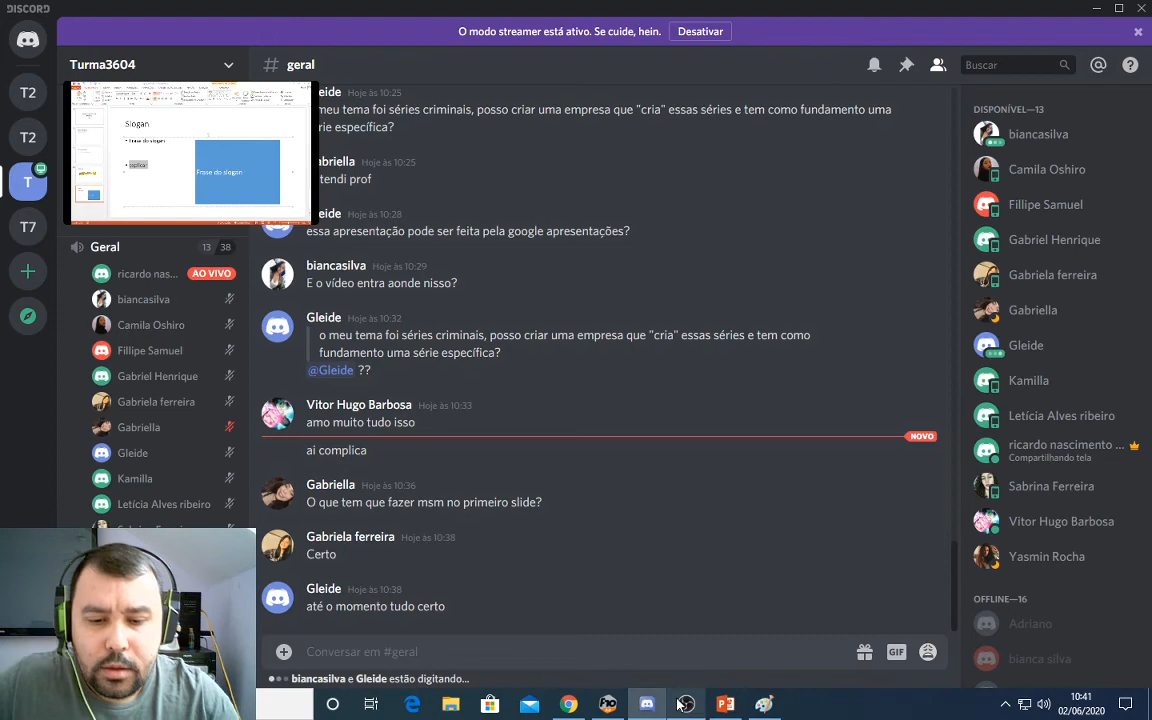 DISCORD
O modo streamer está ativo. Se cuide, hein.
Desativar
Turma3604
# geral
Buscar
T2
T2
T
T7
Slogan
• Frase do slogan
Frase do slogan
Geral
13 38
ricardo nas...
AO VIVO
biancasilva
Camila Oshiro
Fillipe Samuel
Gabriel Henrique
Gabriela ferreira
Gabriella
Gleide
Kamilla
Letícia Alves ribeiro
Gleide Hoje às 10:25
meu tema foi séries criminais, posso criar uma empresa que "cria" essas séries e tem como fundamento uma
rie específica?
abriella Hoje às 10:25
tendi prof
Gleide Hoje às 10:28
essa apresentação pode ser feita pela google apresentações?
biancasilva Hoje às 10:29
E o vídeo entra aonde nisso?
Gleide Hoje às 10:32
o meu tema foi séries criminais, posso criar uma empresa que "cria" essas séries e tem como
fundamento uma série específica?
@Gleide ??
Vitor Hugo Barbosa Hoje às 10:33
amo muito tudo isso
NOVO
ai complica
Gabriella Hoje às 10:36
O que tem que fazer msm no primeiro slide?
Gabriela ferreira Hoje às 10:38
Certo
Gleide Hoje às 10:38
até o momento tudo certo
Conversar em #geral
GIF
biancasilva e Gleide estão digitando...
DISPONÍVEL—13
biancasilva
Camila Oshiro
Fillipe Samuel
Gabriel Henrique
Gabriela ferreira
Gabriella
Gleide
Kamilla
Letícia Alves ribeiro
ricardo nascimento ...
Compartilhando tela
Sabrina Ferreira
Vitor Hugo Barbosa
Yasmin Rocha
OFFLINE—16
Adriano
bianca silva
10:41
02/06/2020